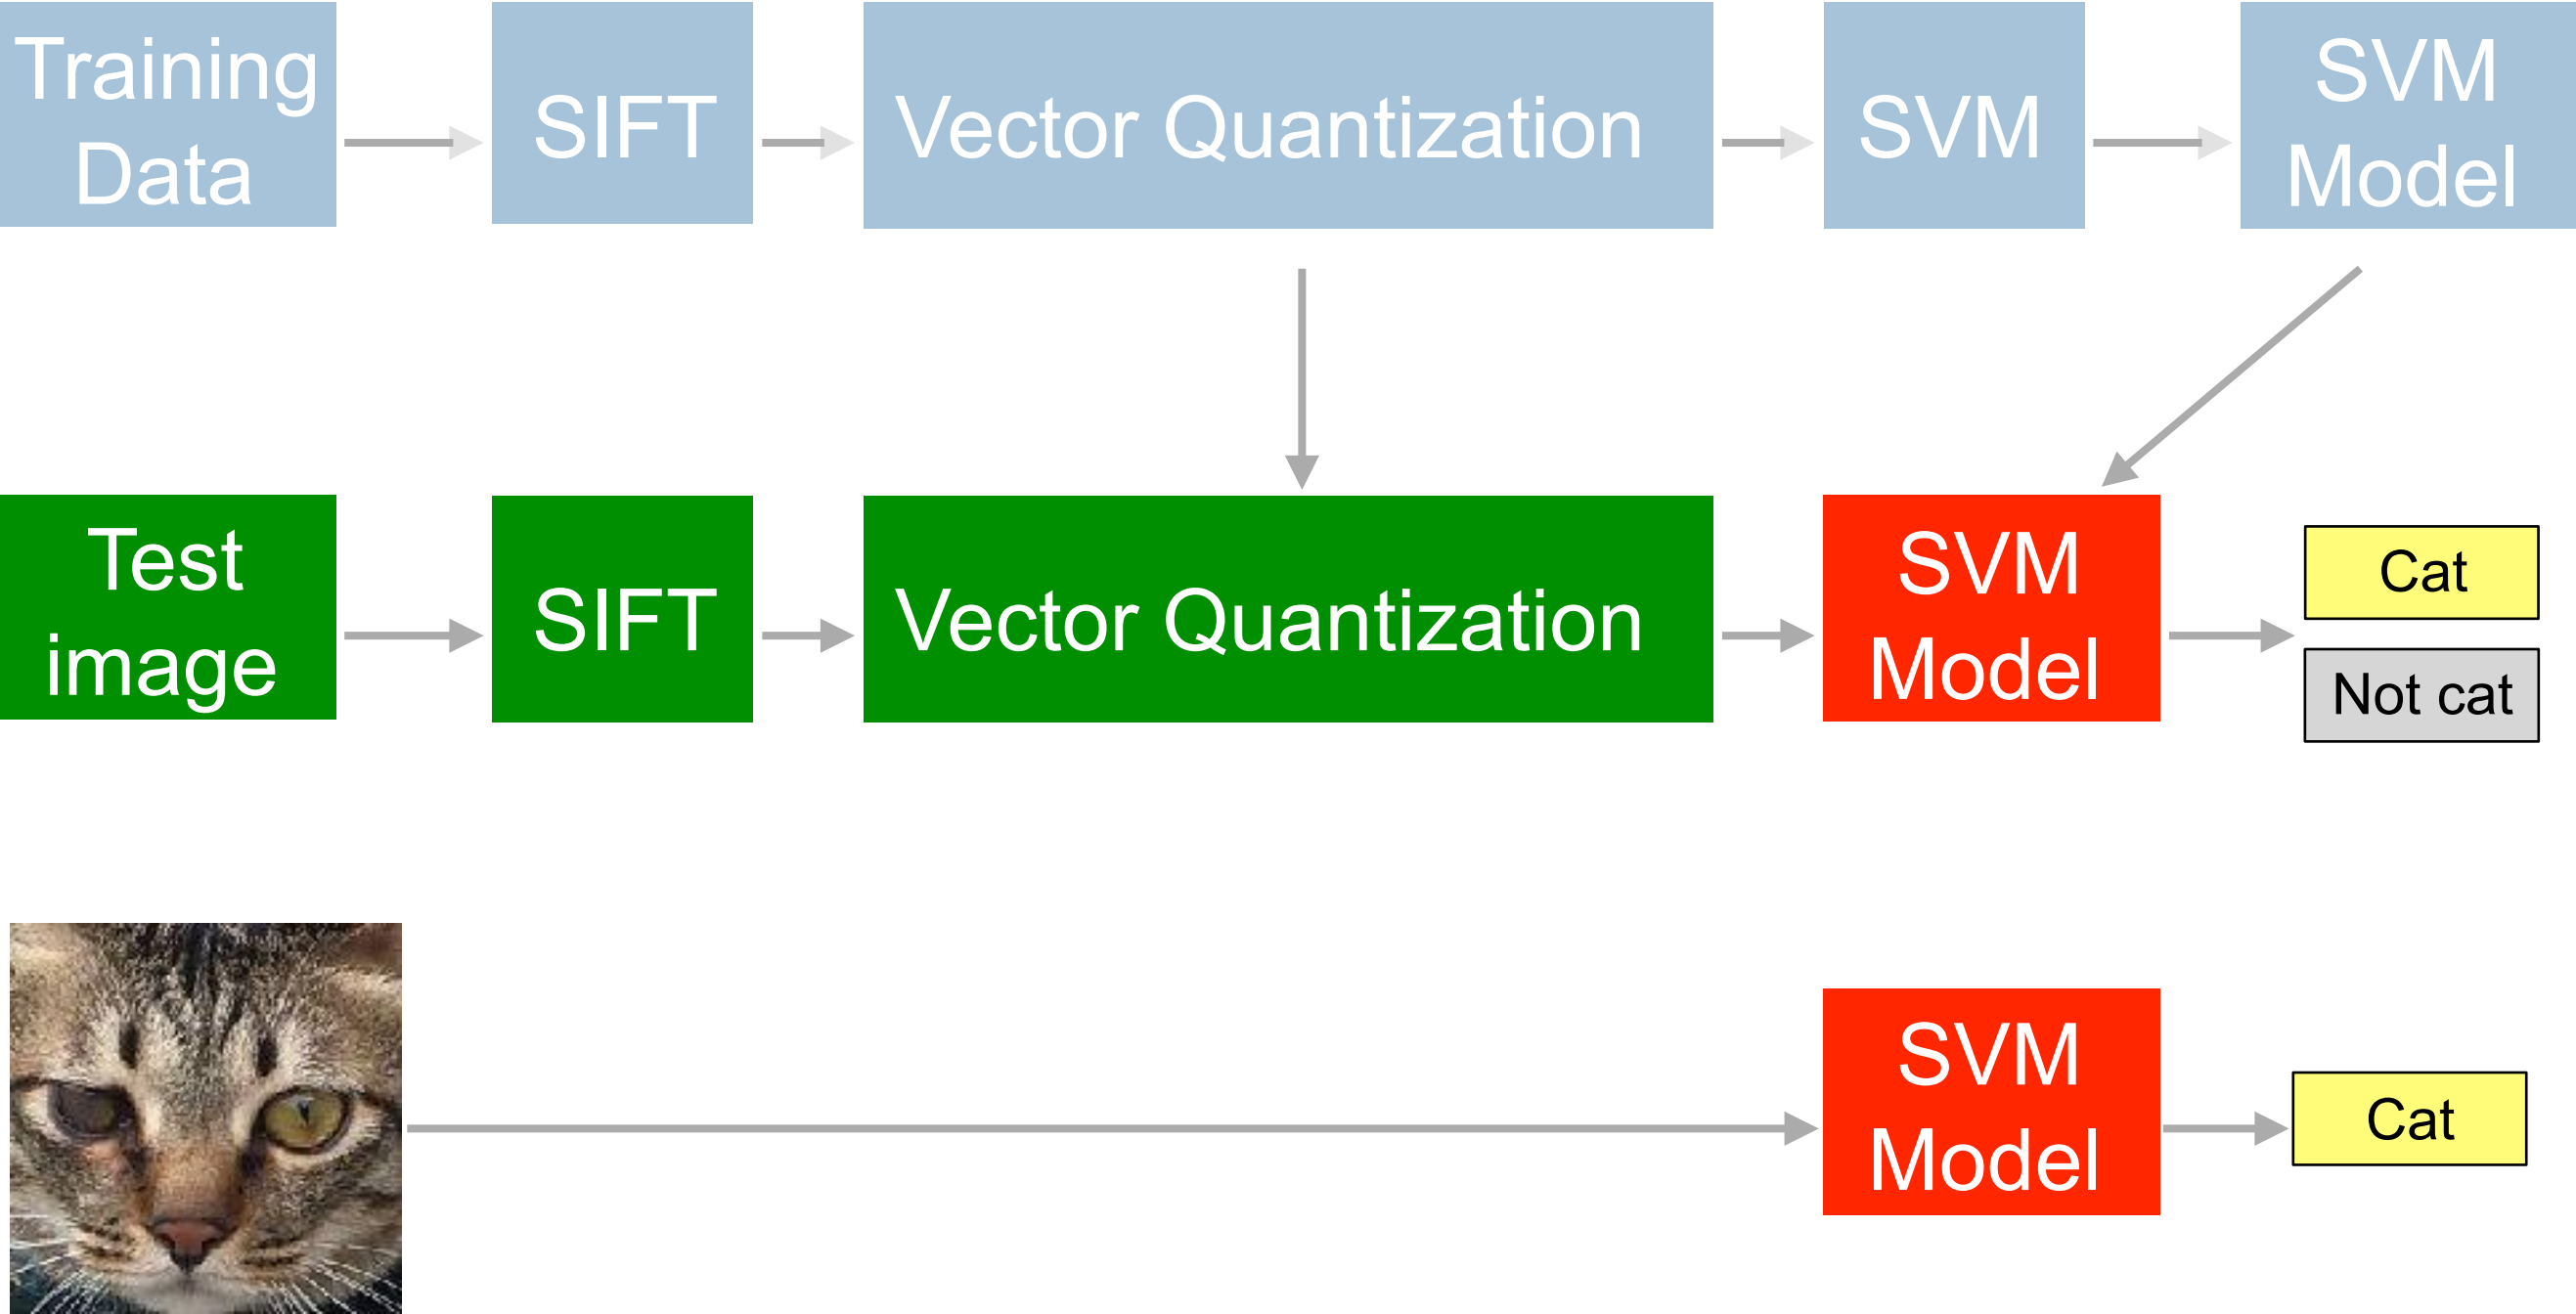 Training
Data
SIFT
Vector Quantization
SVM
SVM
Model
Test
image
SIFT
Vector Quantization
SVM
Model
Cat
Not cat
SVM
Model
Cat